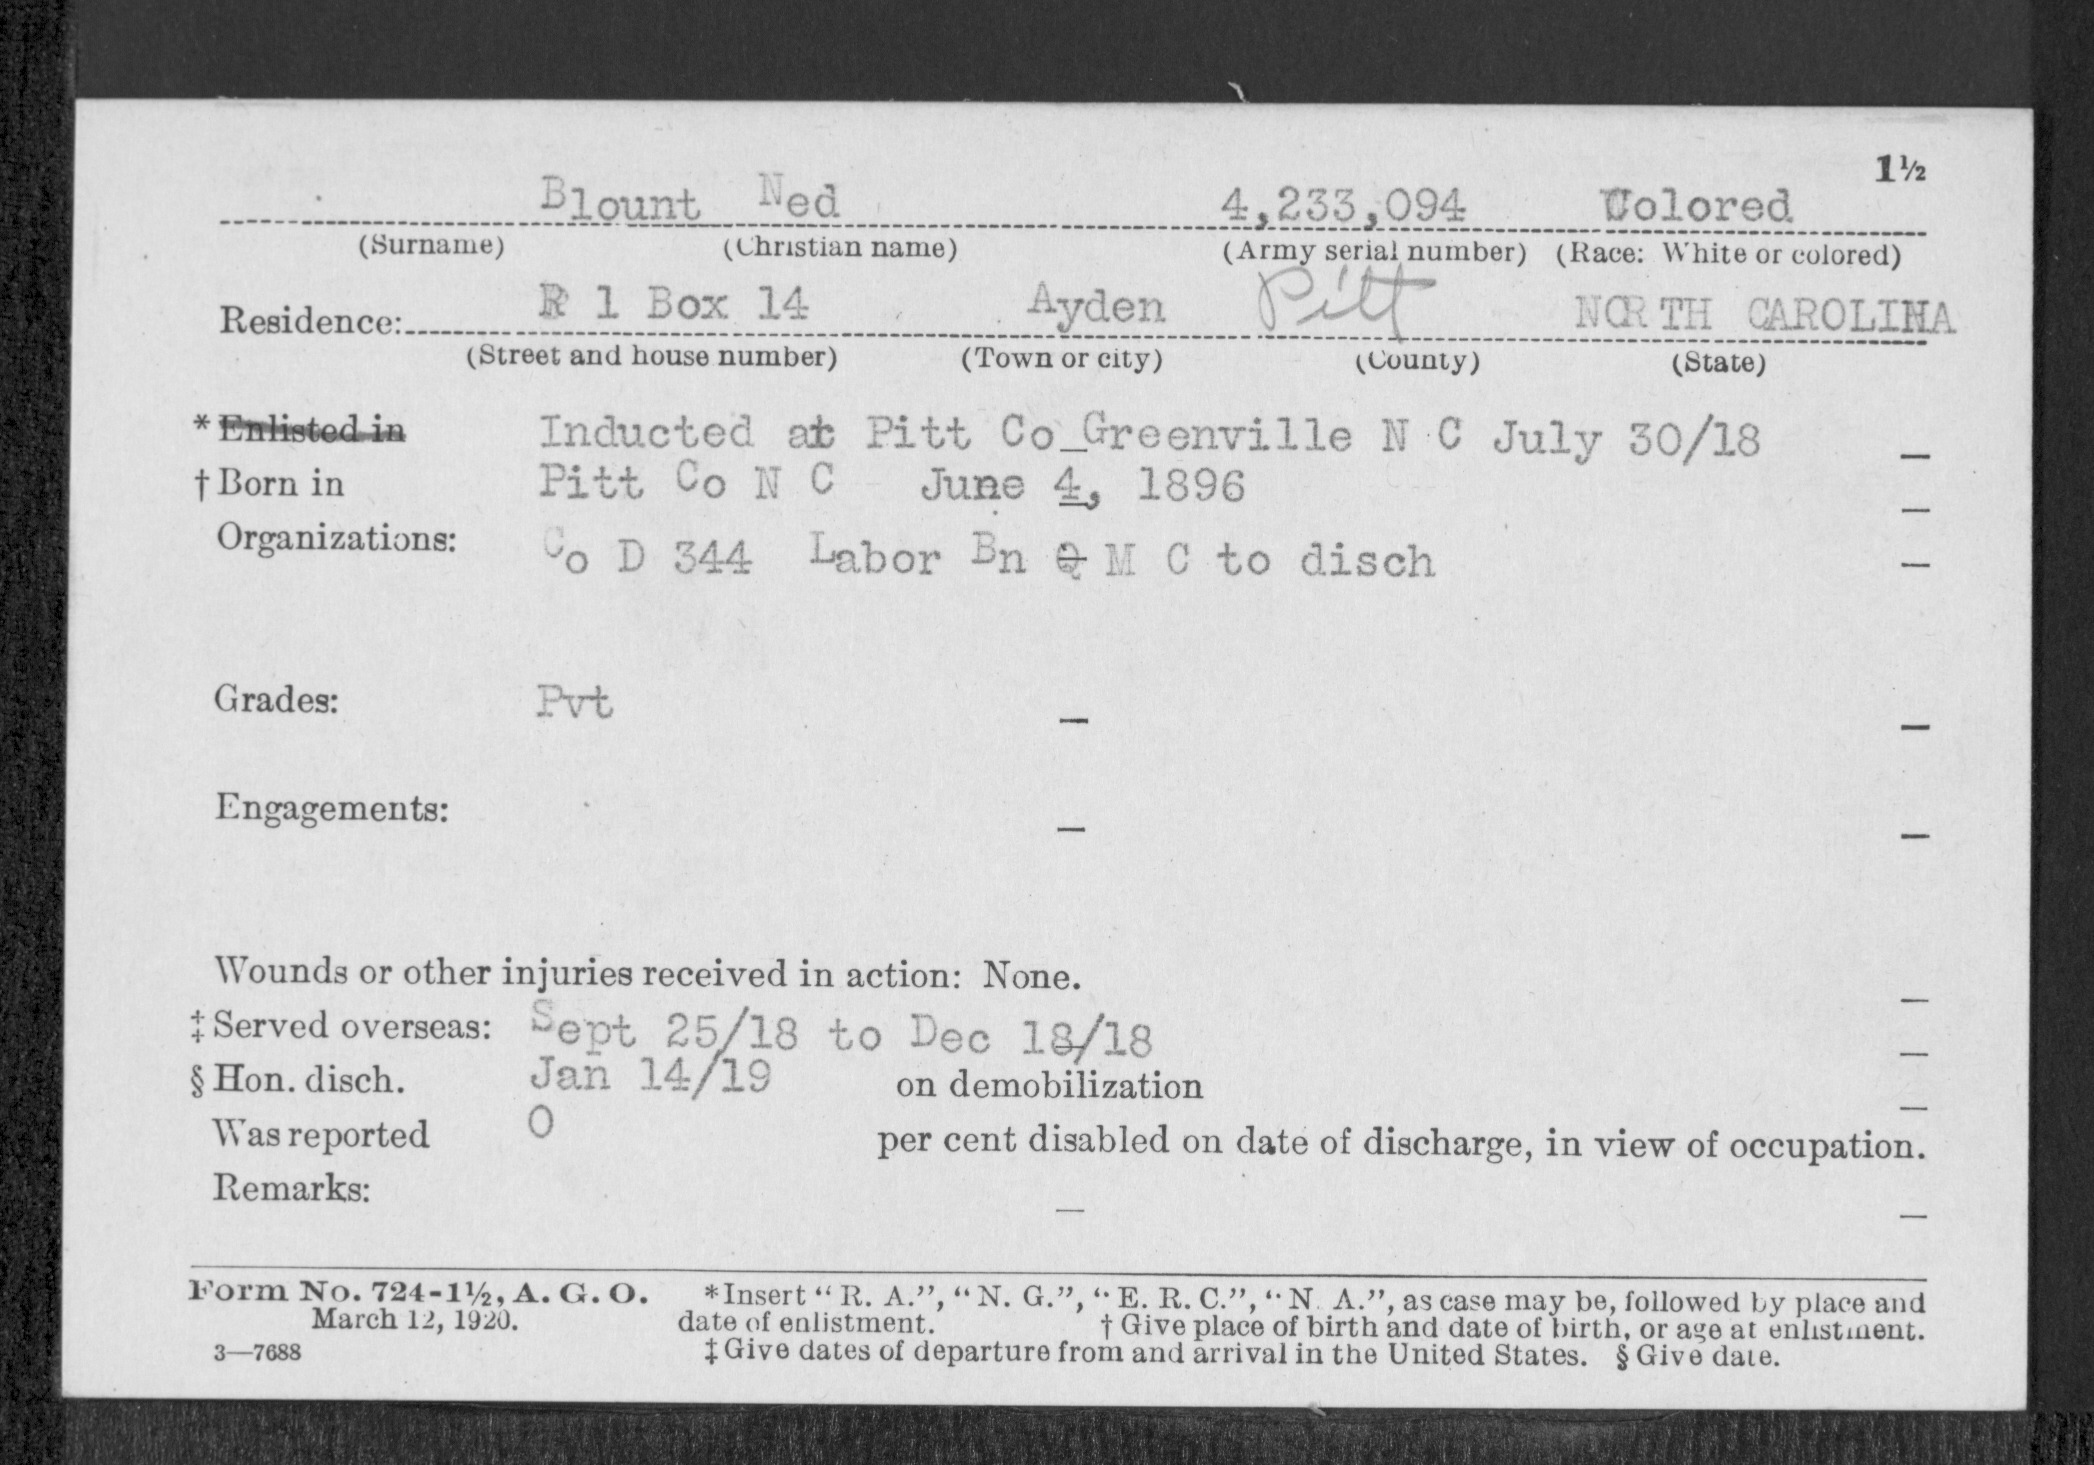 1½
Blount Ned 4,233,094 Colored
(Surname) (Christian name) (Army serial number) (Race: White or colored)
Residence: R 1 Box 14 Ayden Pitt NORTH CAROLINA
(Street and house number) (Town or city) (County) (State)
* Enlisted in Inducted at Pitt Co_Greenville N C July 30/18 —
† Born in Pitt Co N C June 4, 1896 —
Organizations: Co D 344 Labor Bn Q M C to disch —
Grades: Pvt — —
Engagements: — —
Wounds or other injuries received in action: None. —
‡ Served overseas: Sept 25/18 to Dec 18/18 —
§ Hon. disch. Jan 14/19 on demobilization —
Was reported 0 per cent disabled on date of discharge, in view of occupation.
Remarks: — —
Form No. 724-1½, A. G. O. *Insert “R. A.”, “N. G.”, “E. R. C.”, “N. A.”, as case may be, followed by place and
March 12, 1920. date of enlistment. † Give place of birth and date of birth, or age at enlistment.
3—7688 ‡ Give dates of departure from and arrival in the United States. § Give date.